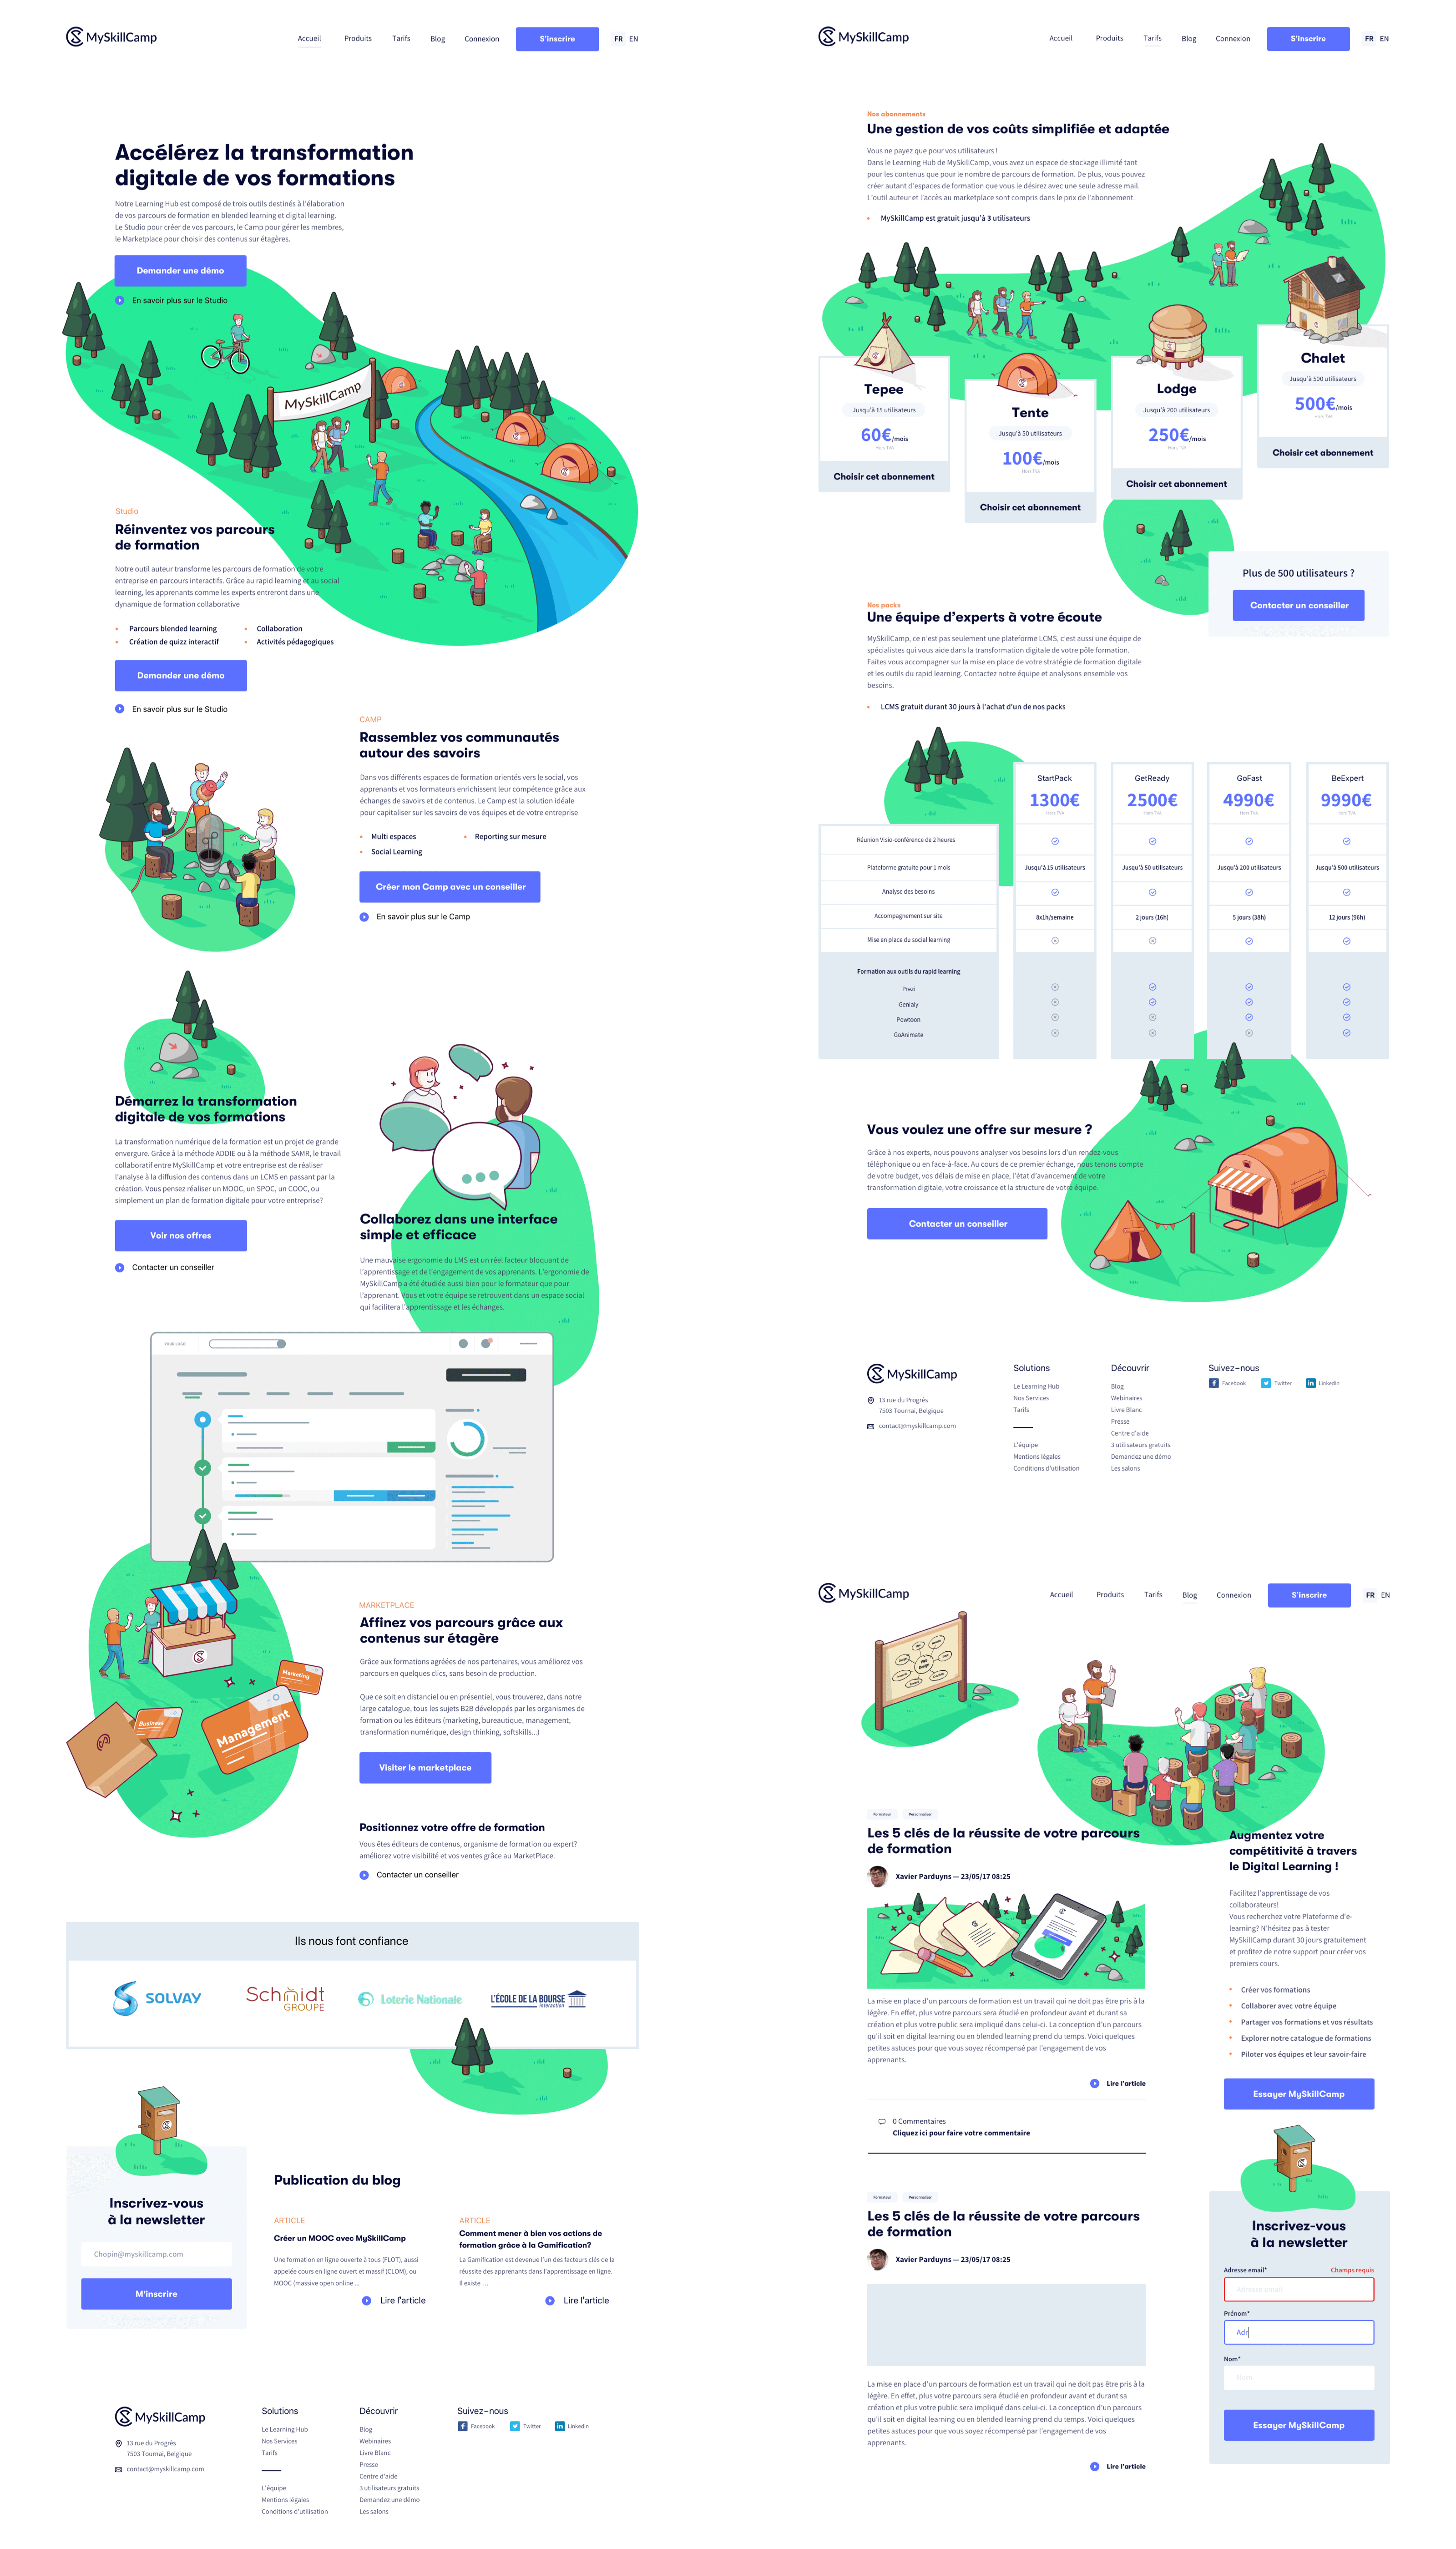 MySkillCamp
Accueil Produits Tarifs Blog Connexion S'inscrire FR EN
Accélérez la transformation
digitale de vos formations
Notre Learning Hub est composé de trois outils destinés à l'élaboration
de vos parcours de formation en blended learning et digital learning.
Le Studio pour créer de vos parcours, le Camp pour gérer les membres,
le Marketplace pour choisir des contenus sur étagères.
Demander une démo
En savoir plus sur le Studio
MySkillCamp
Studio
Réinventez vos parcours
de formation
Notre outil auteur transforme les parcours de formation de votre
entreprise en parcours interactifs. Grâce au rapid learning et au social
learning, les apprenants comme les experts entreront dans une
dynamique de formation collaborative
Parcours blended learning Collaboration
Création de quizz interactif Activités pédagogiques
Demander une démo
En savoir plus sur le Studio
CAMP
Rassemblez vos communautés
autour des savoirs
Dans vos différents espaces de formation orientés vers le social, vos
apprenants et vos formateurs enrichissent leur compétence grâce aux
échanges de savoirs et de contenus. Le Camp est la solution idéale
pour capitaliser sur les savoirs de vos équipes et de votre entreprise
Multi espaces Reporting sur mesure
Social Learning
Créer mon Camp avec un conseiller
En savoir plus sur le Camp
Démarrez la transformation
digitale de vos formations
La transformation numérique de la formation est un projet de grande
envergure. Grâce à la méthode ADDIE ou à la méthode SAMR, le travail
collaboratif entre MySkillCamp et votre entreprise est de réaliser
l'analyse à la diffusion des contenus dans un LCMS en passant par la
création. Vous pensez réaliser un MOOC, un SPOC, un COOC, ou
simplement un plan de formation digitale pour votre entreprise?
Voir nos offres
Contacter un conseiller
Collaborez dans une interface
simple et efficace
Une mauvaise ergonomie du LMS est un réel facteur bloquant de
l'apprentissage et de l'engagement de vos apprenants. L'ergonomie de
MySkillCamp a été étudiée aussi bien pour le formateur que pour
l'apprenant. Vous et votre équipe se retrouvent dans un espace social
qui facilitera l'apprentissage et les échanges.
YOUR LOGO
MARKETPLACE
Affinez vos parcours grâce aux
contenus sur étagère
Grâce aux formations agréées de nos partenaires, vous améliorez vos
parcours en quelques clics, sans besoin de production.
Que ce soit en distanciel ou en présentiel, vous trouverez, dans notre
large catalogue, tous les sujets B2B développés par les organismes de
formation ou les éditeurs (marketing, bureautique, management,
transformation numérique, design thinking, softskills...)
Visiter le marketplace
Marketing
Business
Management
Positionnez votre offre de formation
Vous êtes éditeurs de contenus, organisme de formation ou expert?
améliorez votre visibilité et vos ventes grâce au MarketPlace.
Contacter un conseiller
Ils nous font confiance
SOLVAY
Schmidt
GROUPE
Loterie Nationale
L'ÉCOLE DE LA BOURSE
interaction
Inscrivez-vous
à la newsletter
Chopin@myskillcamp.com
M'inscrire
Publication du blog
ARTICLE
Créer un MOOC avec MySkillCamp
Une formation en ligne ouverte à tous (FLOT), aussi
appelée cours en ligne ouvert et massif (CLOM), ou
MOOC (massive open online ...
Lire l'article
ARTICLE
Comment mener à bien vos actions de
formation grâce à la Gamification?
La Gamification est devenue l'un des facteurs clés de la
réussite des apprenants dans l'apprentissage en ligne.
Il existe ...
Lire l'article
MySkillCamp
13 rue du Progrès
7503 Tournai, Belgique
contact@myskillcamp.com
Solutions
Le Learning Hub
Nos Services
Tarifs
L'équipe
Mentions légales
Conditions d'utilisation
Découvrir
Blog
Webinaires
Livre Blanc
Presse
Centre d'aide
3 utilisateurs gratuits
Demandez une démo
Les salons
Suivez-nous
Facebook Twitter LinkedIn
MySkillCamp
Accueil Produits Tarifs Blog Connexion S'inscrire FR EN
Nos abonnements
Une gestion de vos coûts simplifiée et adaptée
Vous ne payez que pour vos utilisateurs !
Dans le Learning Hub de MySkillCamp, vous avez un espace de stockage illimité tant
pour les contenus que pour le nombre de parcours de formation. De plus, vous pouvez
créer autant d'espaces de formation que vous le désirez avec une seule adresse mail.
L'outil auteur et l'accès au marketplace sont compris dans le prix de l'abonnement.
MySkillCamp est gratuit jusqu'à 3 utilisateurs
Tepee
Jusqu'à 15 utilisateurs
60€/mois
Hors TVA
Choisir cet abonnement
Tente
Jusqu'à 50 utilisateurs
100€/mois
Hors TVA
Choisir cet abonnement
Lodge
Jusqu'à 200 utilisateurs
250€/mois
Hors TVA
Choisir cet abonnement
Chalet
Jusqu'à 500 utilisateurs
500€/mois
Hors TVA
Choisir cet abonnement
Plus de 500 utilisateurs ?
Contacter un conseiller
Nos packs
Une équipe d'experts à votre écoute
MySkillCamp, ce n'est pas seulement une plateforme LCMS, c'est aussi une équipe de
spécialistes qui vous aide dans la transformation digitale de votre pôle formation.
Faites vous accompagner sur la mise en place de votre stratégie de formation digitale
et les outils du rapid learning. Contactez notre équipe et analysons ensemble vos
besoins.
LCMS gratuit durant 30 jours à l'achat d'un de nos packs
StartPack GetReady GoFast BeExpert
1300€ 2500€ 4990€ 9990€
Hors TVA Hors TVA Hors TVA Hors TVA
Réunion Visio-conférence de 2 heures
Plateforme gratuite pour 1 mois Jusqu'à 15 utilisateurs Jusqu'à 50 utilisateurs Jusqu'à 200 utilisateurs Jusqu'à 500 utilisateurs
Analyse des besoins
Accompagnement sur site 8x1h/semaine 2 jours (16h) 5 jours (38h) 12 jours (96h)
Mise en place du social learning
Formation aux outils du rapid learning
Prezi
Genialy
Powtoon
GoAnimate
Vous voulez une offre sur mesure ?
Grâce à nos experts, nous pouvons analyser vos besoins lors d'un rendez-vous
téléphonique ou en face-à-face. Au cours de ce premier échange, nous tenons compte
de votre budget, vos délais de mise en place, l'état d'avancement de votre
transformation digitale, votre croissance et la structure de votre équipe.
Contacter un conseiller
MySkillCamp
13 rue du Progrès
7503 Tournai, Belgique
contact@myskillcamp.com
Solutions
Le Learning Hub
Nos Services
Tarifs
L'équipe
Mentions légales
Conditions d'utilisation
Découvrir
Blog
Webinaires
Livre Blanc
Presse
Centre d'aide
3 utilisateurs gratuits
Demandez une démo
Les salons
Suivez-nous
Facebook Twitter LinkedIn
MySkillCamp
Accueil Produits Tarifs Blog Connexion S'inscrire FR EN
Formateur Personnaliser
Les 5 clés de la réussite de votre parcours
de formation
Xavier Parduyns — 23/05/17 08:25
La mise en place d'un parcours de formation est un travail qui ne doit pas être pris à la
légère. En effet, plus votre parcours sera étudié en profondeur avant et durant sa
création et plus votre public sera impliqué dans celui-ci. La conception d'un parcours
qu'il soit en digital learning ou en blended learning prend du temps. Voici quelques
petites astuces pour que vous soyez récompensé par l'engagement de vos
apprenants.
Lire l'article
0 Commentaires
Cliquez ici pour faire votre commentaire
Formateur Personnaliser
Les 5 clés de la réussite de votre parcours
de formation
Xavier Parduyns — 23/05/17 08:25
La mise en place d'un parcours de formation est un travail qui ne doit pas être pris à la
légère. En effet, plus votre parcours sera étudié en profondeur avant et durant sa
création et plus votre public sera impliqué dans celui-ci. La conception d'un parcours
qu'il soit en digital learning ou en blended learning prend du temps. Voici quelques
petites astuces pour que vous soyez récompensé par l'engagement de vos
apprenants.
Lire l'article
Augmentez votre
compétitivité à travers
le Digital Learning !
Facilitez l'apprentissage de vos
collaborateurs!
Vous recherchez votre Plateforme d'e-
learning? N'hésitez pas à tester
MySkillCamp durant 30 jours gratuitement
et profitez de notre support pour créer vos
premiers cours.
Créer vos formations
Collaborer avec votre équipe
Partager vos formations et vos résultats
Explorer notre catalogue de formations
Piloter vos équipes et leur savoir-faire
Essayer MySkillCamp
Inscrivez-vous
à la newsletter
Adresse email* Champs requis
Adresse email
Prénom*
Adr
Nom*
Nom
Essayer MySkillCamp